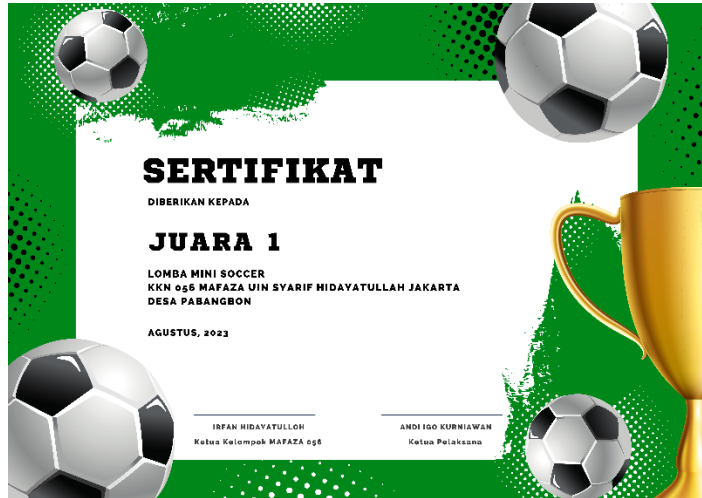 SERTIFIKAT
DIBERIKAN KEPADA
JUARA 1
LOMBA MINI SOCCER
KKN 056 MAFAZA UIN SYARIF HIDAYATULLAH JAKARTA
DESA PABANGBON
AGUSTUS, 2023
IRFAN HIDAYATULLOH
Ketua Kelompok MAFAZA 056
ANDI IGO KURNIAWAN
Ketua Pelaksana